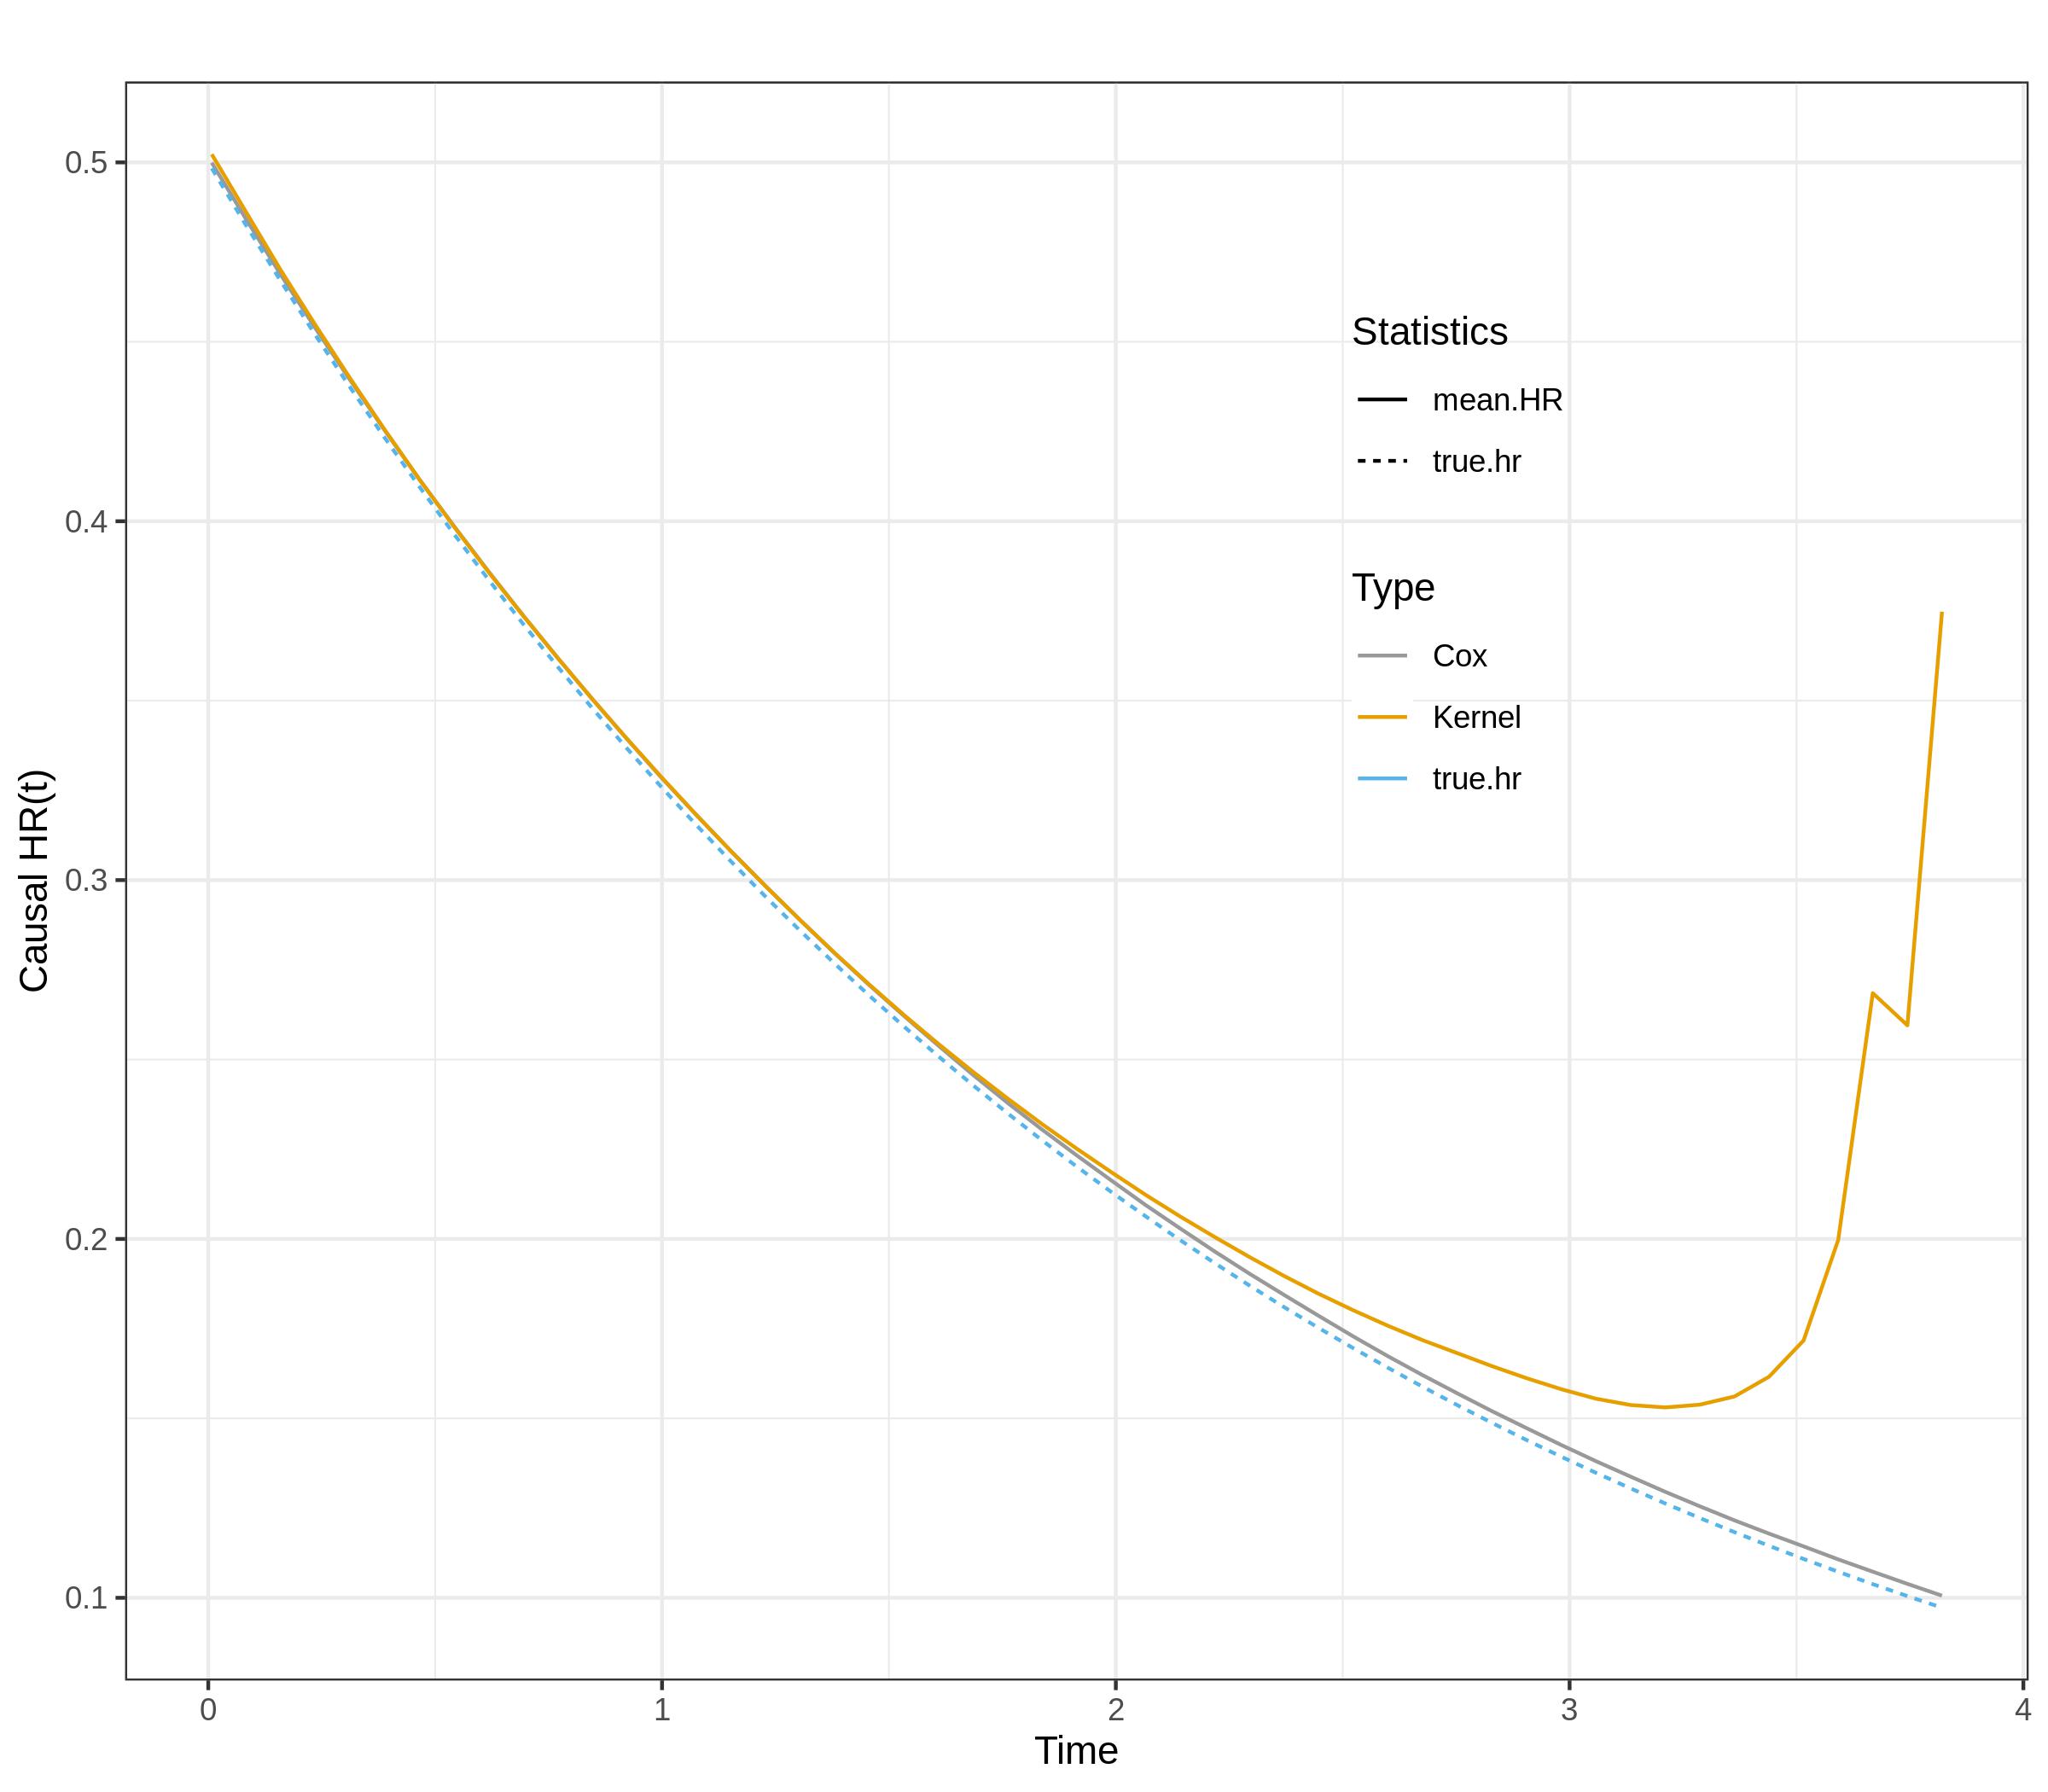 0.5
0.4
0.3
0.2
0.1
Causal HR(t)
Statistics
mean.HR
true.hr
Type
Cox
Kernel
true.hr
0 1 2 3 4
Time